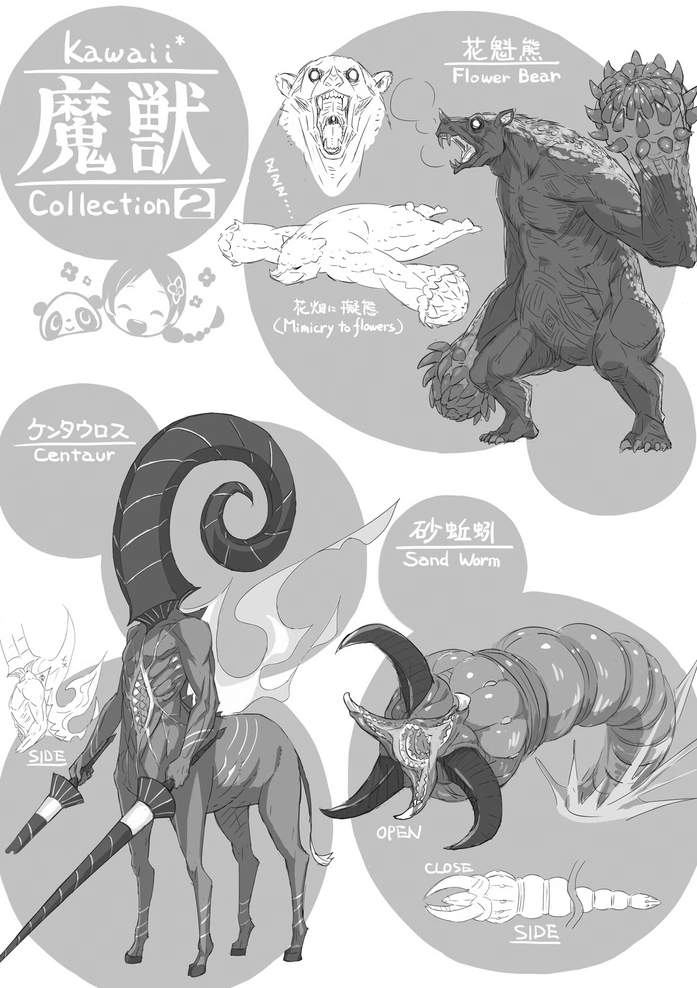 Kawaii*
魔獣
Collection 2
花魁熊
Flower Bear
ZZZ....
花畑に擬態
(Mimicry to flowers)
ケンタウロス
Centaur
SIDE
砂蚯蚓
Sand Worm
OPEN
CLOSE
SIDE